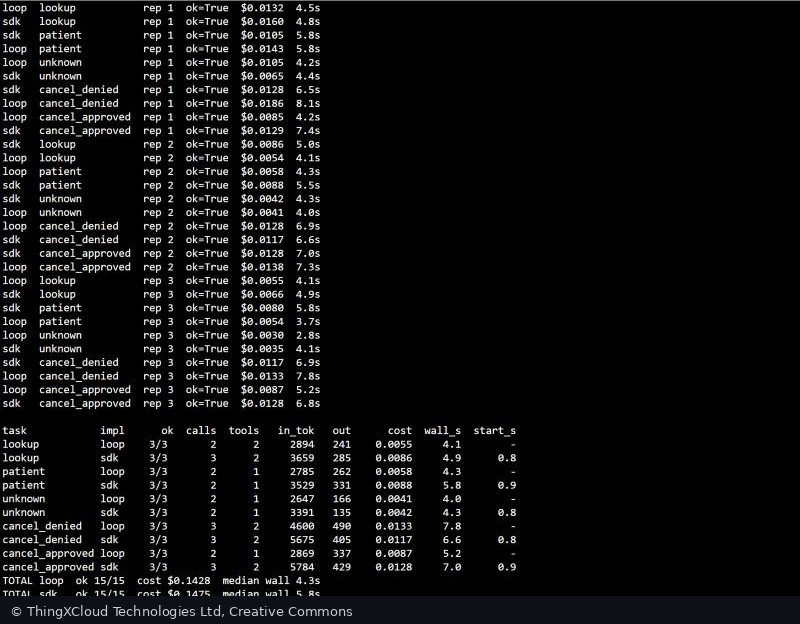 loop lookup rep 1 ok=True $0.0132 4.5s
sdk lookup rep 1 ok=True $0.0160 4.8s
sdk patient rep 1 ok=True $0.0105 5.8s
loop patient rep 1 ok=True $0.0143 5.8s
loop unknown rep 1 ok=True $0.0105 4.2s
sdk unknown rep 1 ok=True $0.0065 4.4s
sdk cancel_denied rep 1 ok=True $0.0128 6.5s
loop cancel_denied rep 1 ok=True $0.0186 8.1s
loop cancel_approved rep 1 ok=True $0.0085 4.2s
sdk cancel_approved rep 1 ok=True $0.0129 7.4s
sdk lookup rep 2 ok=True $0.0086 5.0s
loop lookup rep 2 ok=True $0.0054 4.1s
loop patient rep 2 ok=True $0.0058 4.3s
sdk patient rep 2 ok=True $0.0088 5.5s
sdk unknown rep 2 ok=True $0.0042 4.3s
loop unknown rep 2 ok=True $0.0041 4.0s
loop cancel_denied rep 2 ok=True $0.0128 6.9s
sdk cancel_denied rep 2 ok=True $0.0117 6.6s
sdk cancel_approved rep 2 ok=True $0.0128 7.0s
loop cancel_approved rep 2 ok=True $0.0138 7.3s
loop lookup rep 3 ok=True $0.0055 4.1s
sdk lookup rep 3 ok=True $0.0066 4.9s
sdk patient rep 3 ok=True $0.0080 5.8s
loop patient rep 3 ok=True $0.0054 3.7s
loop unknown rep 3 ok=True $0.0030 2.8s
sdk unknown rep 3 ok=True $0.0035 4.1s
sdk cancel_denied rep 3 ok=True $0.0117 6.9s
loop cancel_denied rep 3 ok=True $0.0133 7.8s
loop cancel_approved rep 3 ok=True $0.0087 5.2s
sdk cancel_approved rep 3 ok=True $0.0128 6.8s
task impl ok calls tools in_tok out cost wall_s start_s
lookup loop 3/3 2 2 2894 241 0.0055 4.1 -
lookup sdk 3/3 3 2 3659 285 0.0086 4.9 0.8
patient loop 3/3 2 1 2785 262 0.0058 4.3 -
patient sdk 3/3 2 1 3529 331 0.0088 5.8 0.9
unknown loop 3/3 2 1 2647 166 0.0041 4.0 -
unknown sdk 3/3 2 1 3391 135 0.0042 4.3 0.8
cancel_denied loop 3/3 3 2 4600 490 0.0133 7.8 -
cancel_denied sdk 3/3 3 2 5675 405 0.0117 6.6 0.8
cancel_approved loop 3/3 2 1 2869 337 0.0087 5.2 -
cancel_approved sdk 3/3 3 2 5784 429 0.0128 7.0 0.9
TOTAL loop ok 15/15 cost $0.1428 median wall 4.3s
TOTAL sdk ok 15/15 cost $0.1475 median wall 5.8s
© ThingXCloud Technologies Ltd, Creative Commons